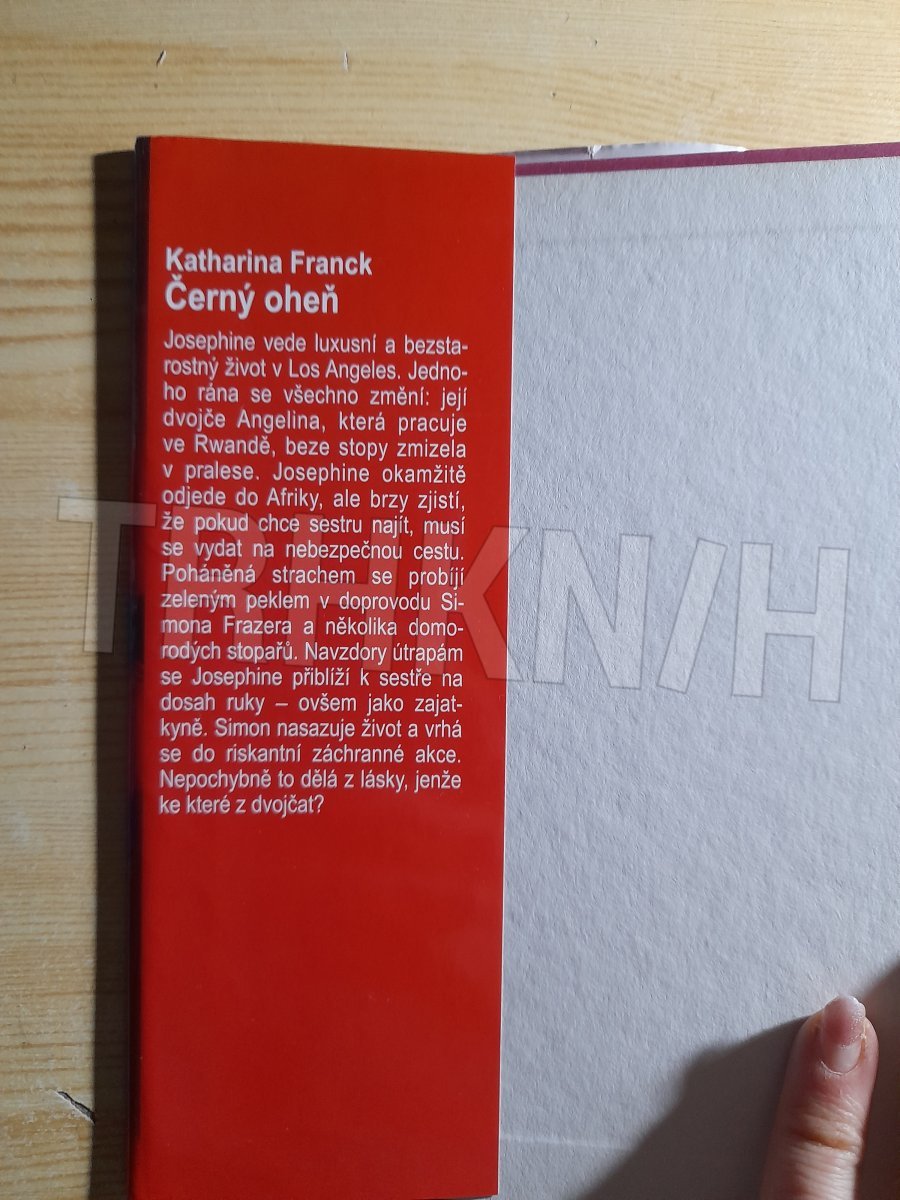 Katharina Franck
Černý oheň
Josephine vede luxusní a bezsta-
rostný život v Los Angeles. Jedno-
ho rána se všechno změní: její
dvojče Angelina, která pracuje
ve Rwandě, beze stopy zmizela
v pralese. Josephine okamžitě
odjede do Afriky, ale brzy zjistí,
že pokud chce sestru najít, musí
se vydat na nebezpečnou cestu.
Poháněná strachem se probíjí
zeleným peklem v doprovodu Si-
mona Frazera a několika domo-
rodých stopařů. Navzdory útrapám
se Josephine přiblíží k sestře na
dosah ruky – ovšem jako zajat-
kyně. Simon nasazuje život a vrhá
se do riskantní záchranné akce.
Nepochybně to dělá z lásky, jenže
ke které z dvojčat?
TRHKNIH